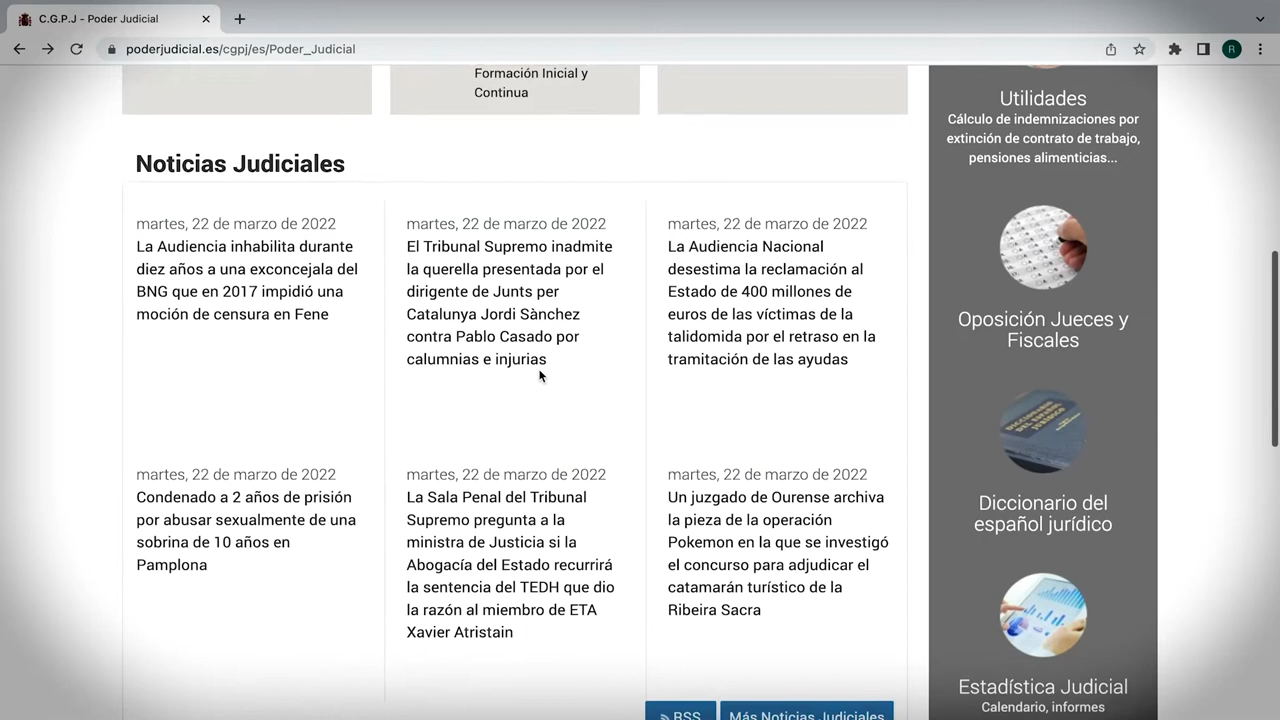 C.G.P.J - Poder Judicial
poderjudicial.es/cgpj/es/Poder_Judicial
R
Formación Inicial y
Continua
Noticias Judiciales
martes, 22 de marzo de 2022
La Audiencia inhabilita durante
diez años a una exconcejala del
BNG que en 2017 impidió una
moción de censura en Fene
martes, 22 de marzo de 2022
El Tribunal Supremo inadmite
la querella presentada por el
dirigente de Junts per
Catalunya Jordi Sànchez
contra Pablo Casado por
calumnias e injurias
martes, 22 de marzo de 2022
La Audiencia Nacional
desestima la reclamación al
Estado de 400 millones de
euros de las víctimas de la
talidomida por el retraso en la
tramitación de las ayudas
martes, 22 de marzo de 2022
Condenado a 2 años de prisión
por abusar sexualmente de una
sobrina de 10 años en
Pamplona
martes, 22 de marzo de 2022
La Sala Penal del Tribunal
Supremo pregunta a la
ministra de Justicia si la
Abogacía del Estado recurrirá
la sentencia del TEDH que dio
la razón al miembro de ETA
Xavier Atristain
martes, 22 de marzo de 2022
Un juzgado de Ourense archiva
la pieza de la operación
Pokemon en la que se investigó
el concurso para adjudicar el
catamarán turístico de la
Ribeira Sacra
RSS
Más Noticias Judiciales
Utilidades
Cálculo de indemnizaciones por
extinción de contrato de trabajo,
pensiones alimenticias...
Oposición Jueces y
Fiscales
DICCIONARIO
DEL ESPAÑOL
JURÍDICO
Diccionario del
español jurídico
Estadística Judicial
Calendario, informes